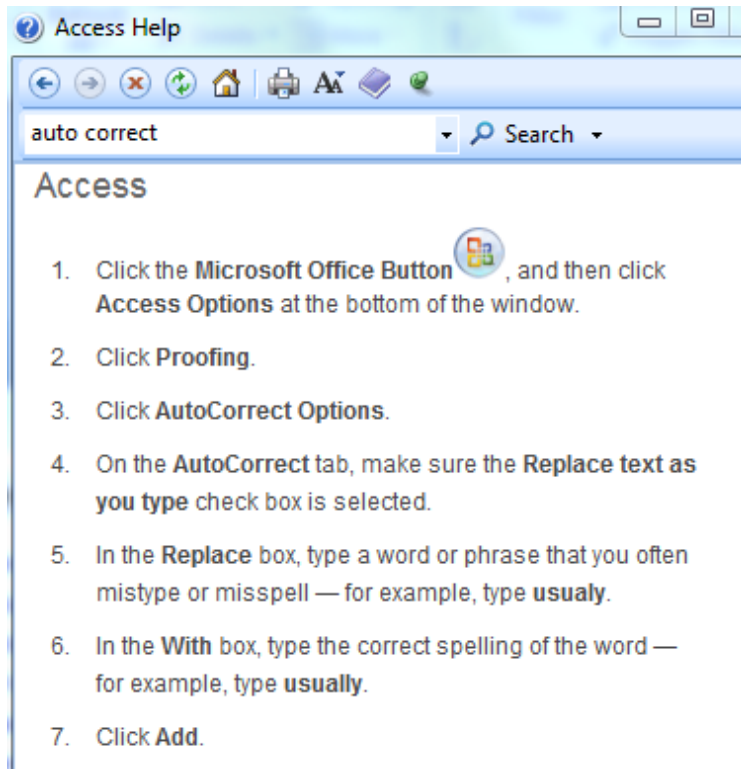 Access Help
auto correct
Search
Access
1. Click the Microsoft Office Button , and then click
Access Options at the bottom of the window.
2. Click Proofing.
3. Click AutoCorrect Options.
4. On the AutoCorrect tab, make sure the Replace text as
you type check box is selected.
5. In the Replace box, type a word or phrase that you often
mistype or misspell — for example, type usualy.
6. In the With box, type the correct spelling of the word —
for example, type usually.
7. Click Add.